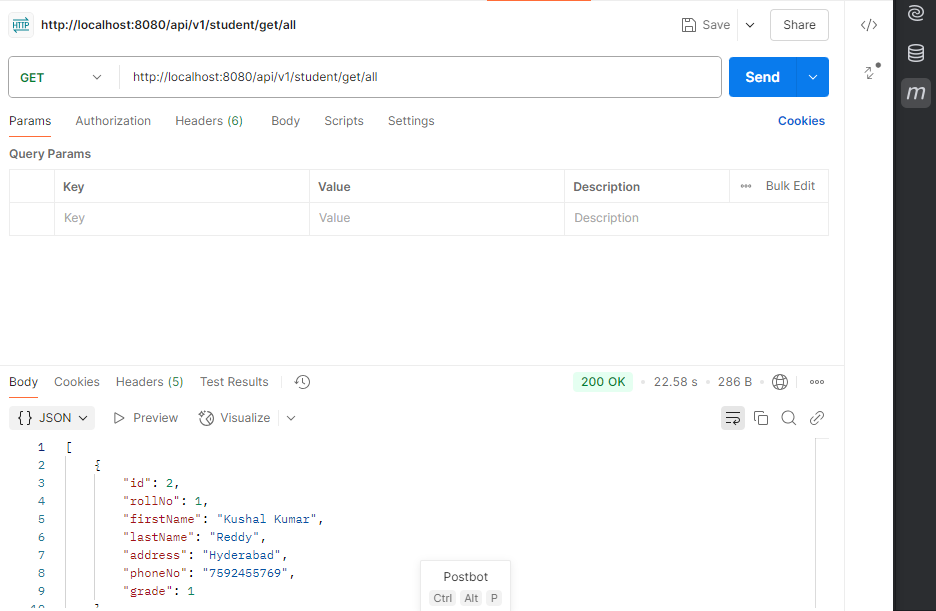 HTTP http://localhost:8080/api/v1/student/get/all Save Share
GET http://localhost:8080/api/v1/student/get/all Send
Params Authorization Headers (6) Body Scripts Settings Cookies
Query Params
Key Value Description Bulk Edit
Key Value Description
Body Cookies Headers (5) Test Results 200 OK 22.58 s 286 B
{} JSON Preview Visualize
1 [
2 {
3 "id": 2,
4 "rollNo": 1,
5 "firstName": "Kushal Kumar",
6 "lastName": "Reddy",
7 "address": "Hyderabad",
8 "phoneNo": "7592455769",
9 "grade": 1
Postbot
Ctrl Alt P
m